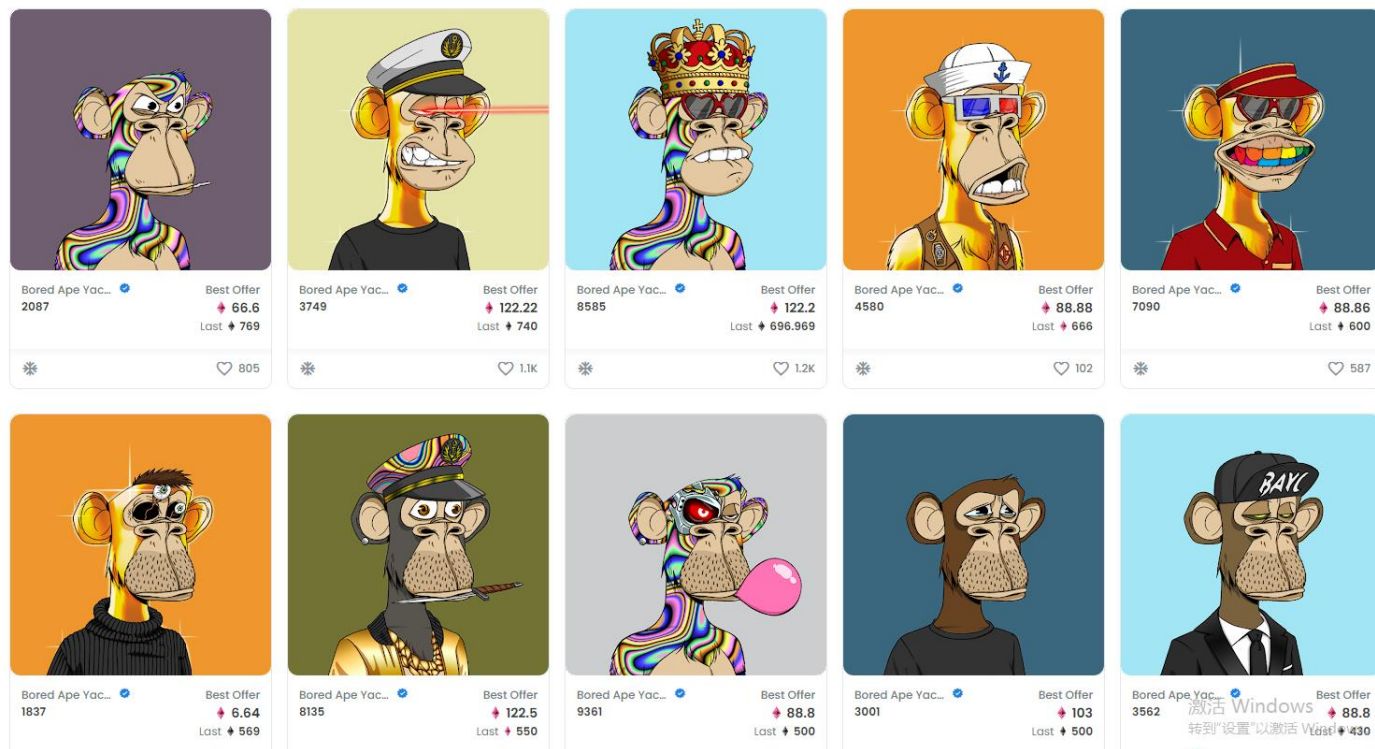 Bored Ape Yac... Best Offer
2087 66.6
Last 769
805
Bored Ape Yac... Best Offer
3749 122.22
Last 740
1.1K
Bored Ape Yac... Best Offer
8585 122.2
Last 696.969
1.2K
Bored Ape Yac... Best Offer
4580 88.88
Last 666
102
Bored Ape Yac... Best Offer
7090 88.86
Last 600
587
Bored Ape Yac... Best Offer
1837 6.64
Last 569
Bored Ape Yac... Best Offer
8135 122.5
Last 550
Bored Ape Yac... Best Offer
9361 88.8
Last 500
Bored Ape Yac... Best Offer
3001 103
Last 500
BAYC
Bored Ape Yac... Best Offer
3562 88.8
Last 430
激活 Windows
转到"设置"以激活 Windows